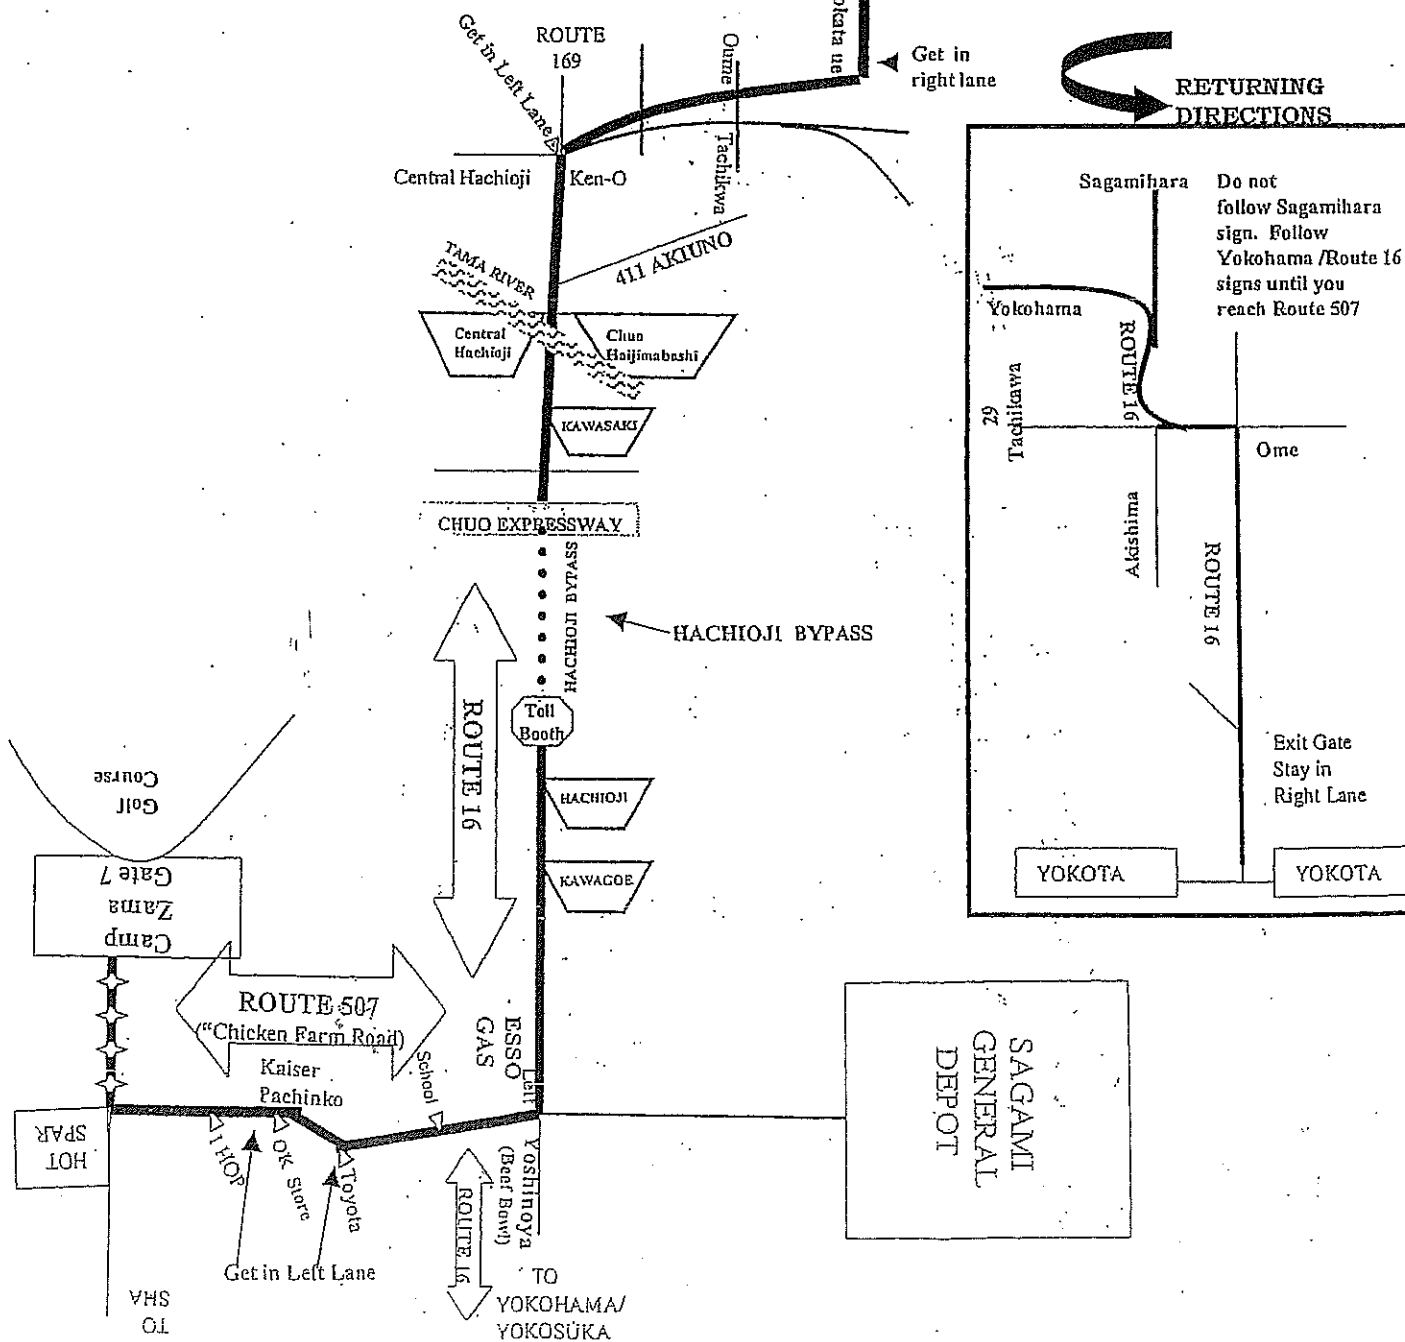 Get in Left Lane
ROUTE
169
Oume
Tachikwa
Get in
right lane
RETURNING
DIRECTIONS
Central Hachioji
Ken-O
411 AKIUNO
TAMA RIVER
Central
Hachioji
Chuo
Haijimabashi
KAWASAKI
CHUO EXPRESSWAY
HACHIOJI BYPASS
HACHIOJI BYPASS
ROUTE 16
Toll
Booth
HACHIOJI
KAWAGOE
Golf
Course
Camp
Zama
Gate 7
ROUTE 507
("Chicken Farm Road)
ESSO
GAS
Left
School
Kaiser
Pachinko
HOT
SPAR
I HOP
OK Store
Toyota
Get in Left Lane
ROUTE 16
Yoshinoya
(Beef Bowl)
TO
SHA
TO
YOKOHAMA/
YOKOSUKA
SAGAMI
GENERAL
DEPOT
Sagamihara
Do not
follow Sagamihara
sign. Follow
Yokohama /Route 16
signs until you
reach Route 507
Yokohama
ROUTE 16
29
Tachikawa
Ome
Akishima
ROUTE 16
Exit Gate
Stay in
Right Lane
YOKOTA
YOKOTA